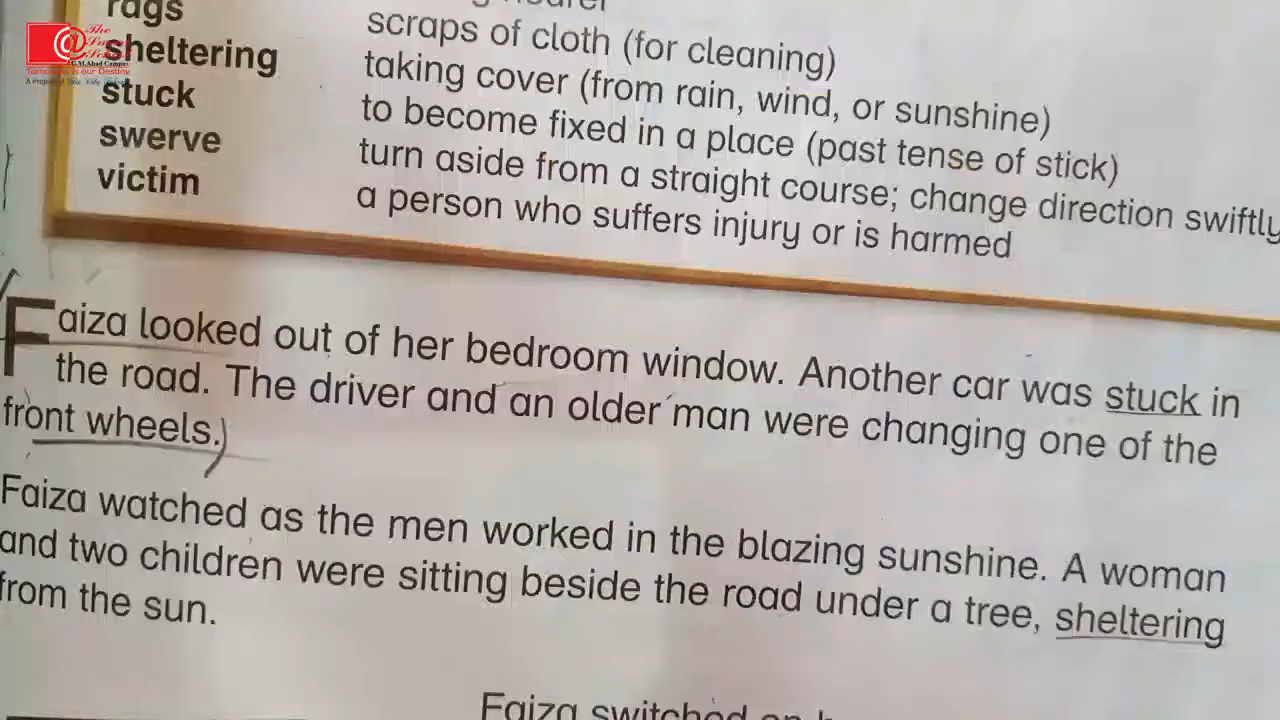 rags
scraps of cloth (for cleaning)
sheltering
taking cover (from rain, wind, or sunshine)
stuck
to become fixed in a place (past tense of stick)
swerve
turn aside from a straight course; change direction swiftly
victim
a person who suffers injury or is harmed
Faiza looked out of her bedroom window. Another car was stuck in
the road. The driver and an older man were changing one of the
front wheels.)
Faiza watched as the men worked in the blazing sunshine. A woman
and two children were sitting beside the road under a tree, sheltering
from the sun.
Faiza switched on
The